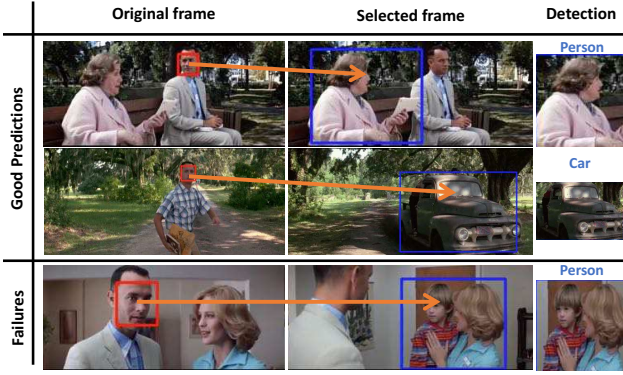 Original frame
Selected frame
Detection
Good Predictions
Person
Car
Failures
Person